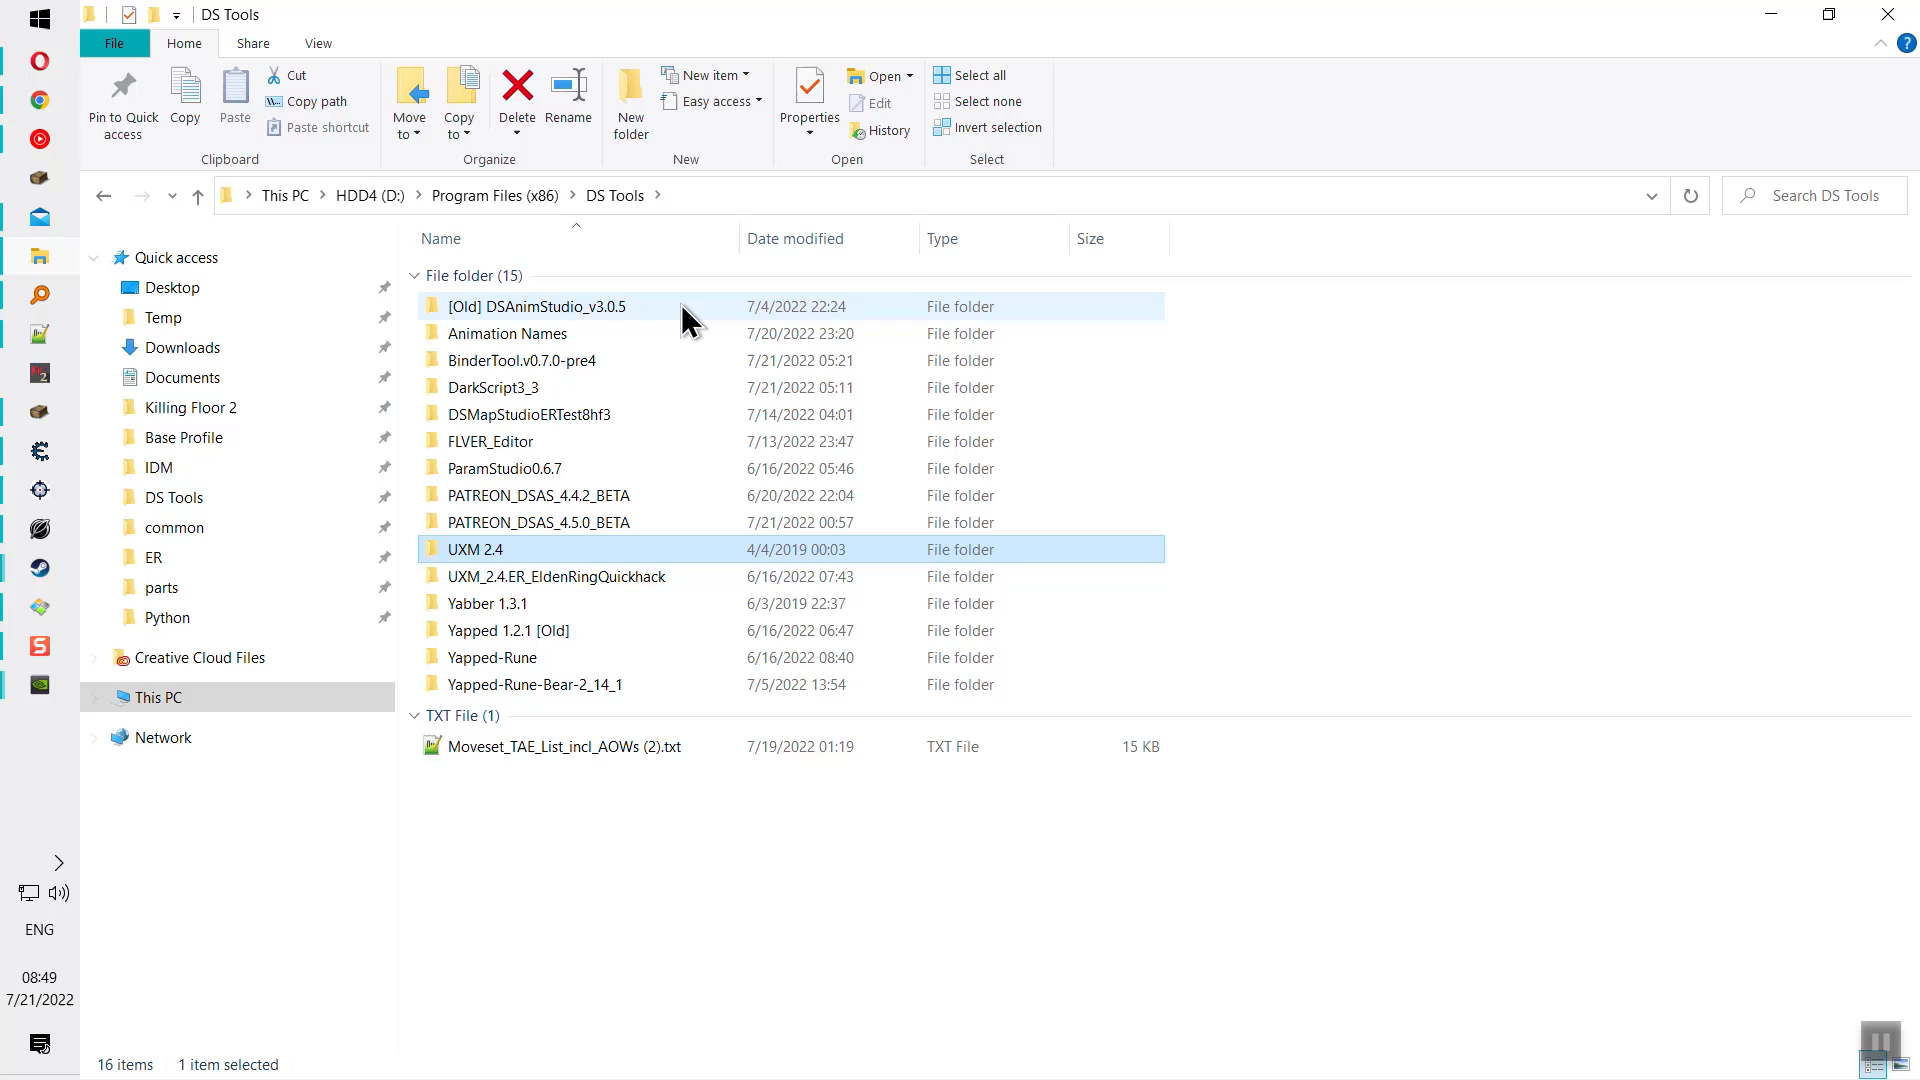 DS Tools
File Home Share View
Pin to Quick access
Copy
Paste
Cut
Copy path
Paste shortcut
Clipboard
Move to
Copy to
Delete
Rename
Organize
New folder
New item
Easy access
New
Properties
Open
Edit
History
Open
Select all
Select none
Invert selection
Select
This PC HDD4 (D:) Program Files (x86) DS Tools
Search DS Tools
Quick access
Desktop
Temp
Downloads
Documents
Killing Floor 2
Base Profile
IDM
DS Tools
common
ER
parts
Python
Creative Cloud Files
This PC
Network
Name Date modified Type Size
File folder (15)
[Old] DSAnimStudio_v3.0.5 7/4/2022 22:24 File folder
Animation Names 7/20/2022 23:20 File folder
BinderTool.v0.7.0-pre4 7/21/2022 05:21 File folder
DarkScript3_3 7/21/2022 05:11 File folder
DSMapStudioERTest8hf3 7/14/2022 04:01 File folder
FLVER_Editor 7/13/2022 23:47 File folder
ParamStudio0.6.7 6/16/2022 05:46 File folder
PATREON_DSAS_4.4.2_BETA 6/20/2022 22:04 File folder
PATREON_DSAS_4.5.0_BETA 7/21/2022 00:57 File folder
UXM 2.4 4/4/2019 00:03 File folder
UXM_2.4.ER_EldenRingQuickhack 6/16/2022 07:43 File folder
Yabber 1.3.1 6/3/2019 22:37 File folder
Yapped 1.2.1 [Old] 6/16/2022 06:47 File folder
Yapped-Rune 6/16/2022 08:40 File folder
Yapped-Rune-Bear-2_14_1 7/5/2022 13:54 File folder
TXT File (1)
Moveset_TAE_List_incl_AOWs (2).txt 7/19/2022 01:19 TXT File 15 KB
ENG
08:49
7/21/2022
16 items 1 item selected